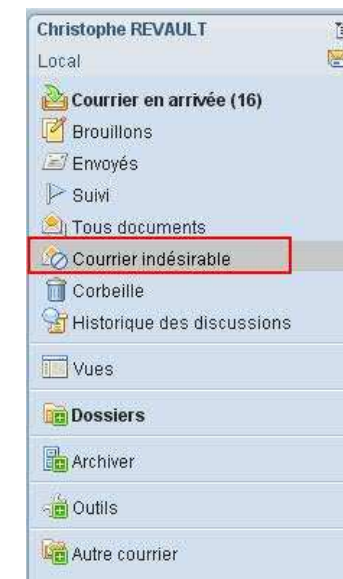 Christophe REVAULT
Local
Courrier en arrivée (16)
Brouillons
Envoyés
Suivi
Tous documents
Courrier indésirable
Corbeille
Historique des discussions
Vues
Dossiers
Archiver
Outils
Autre courrier